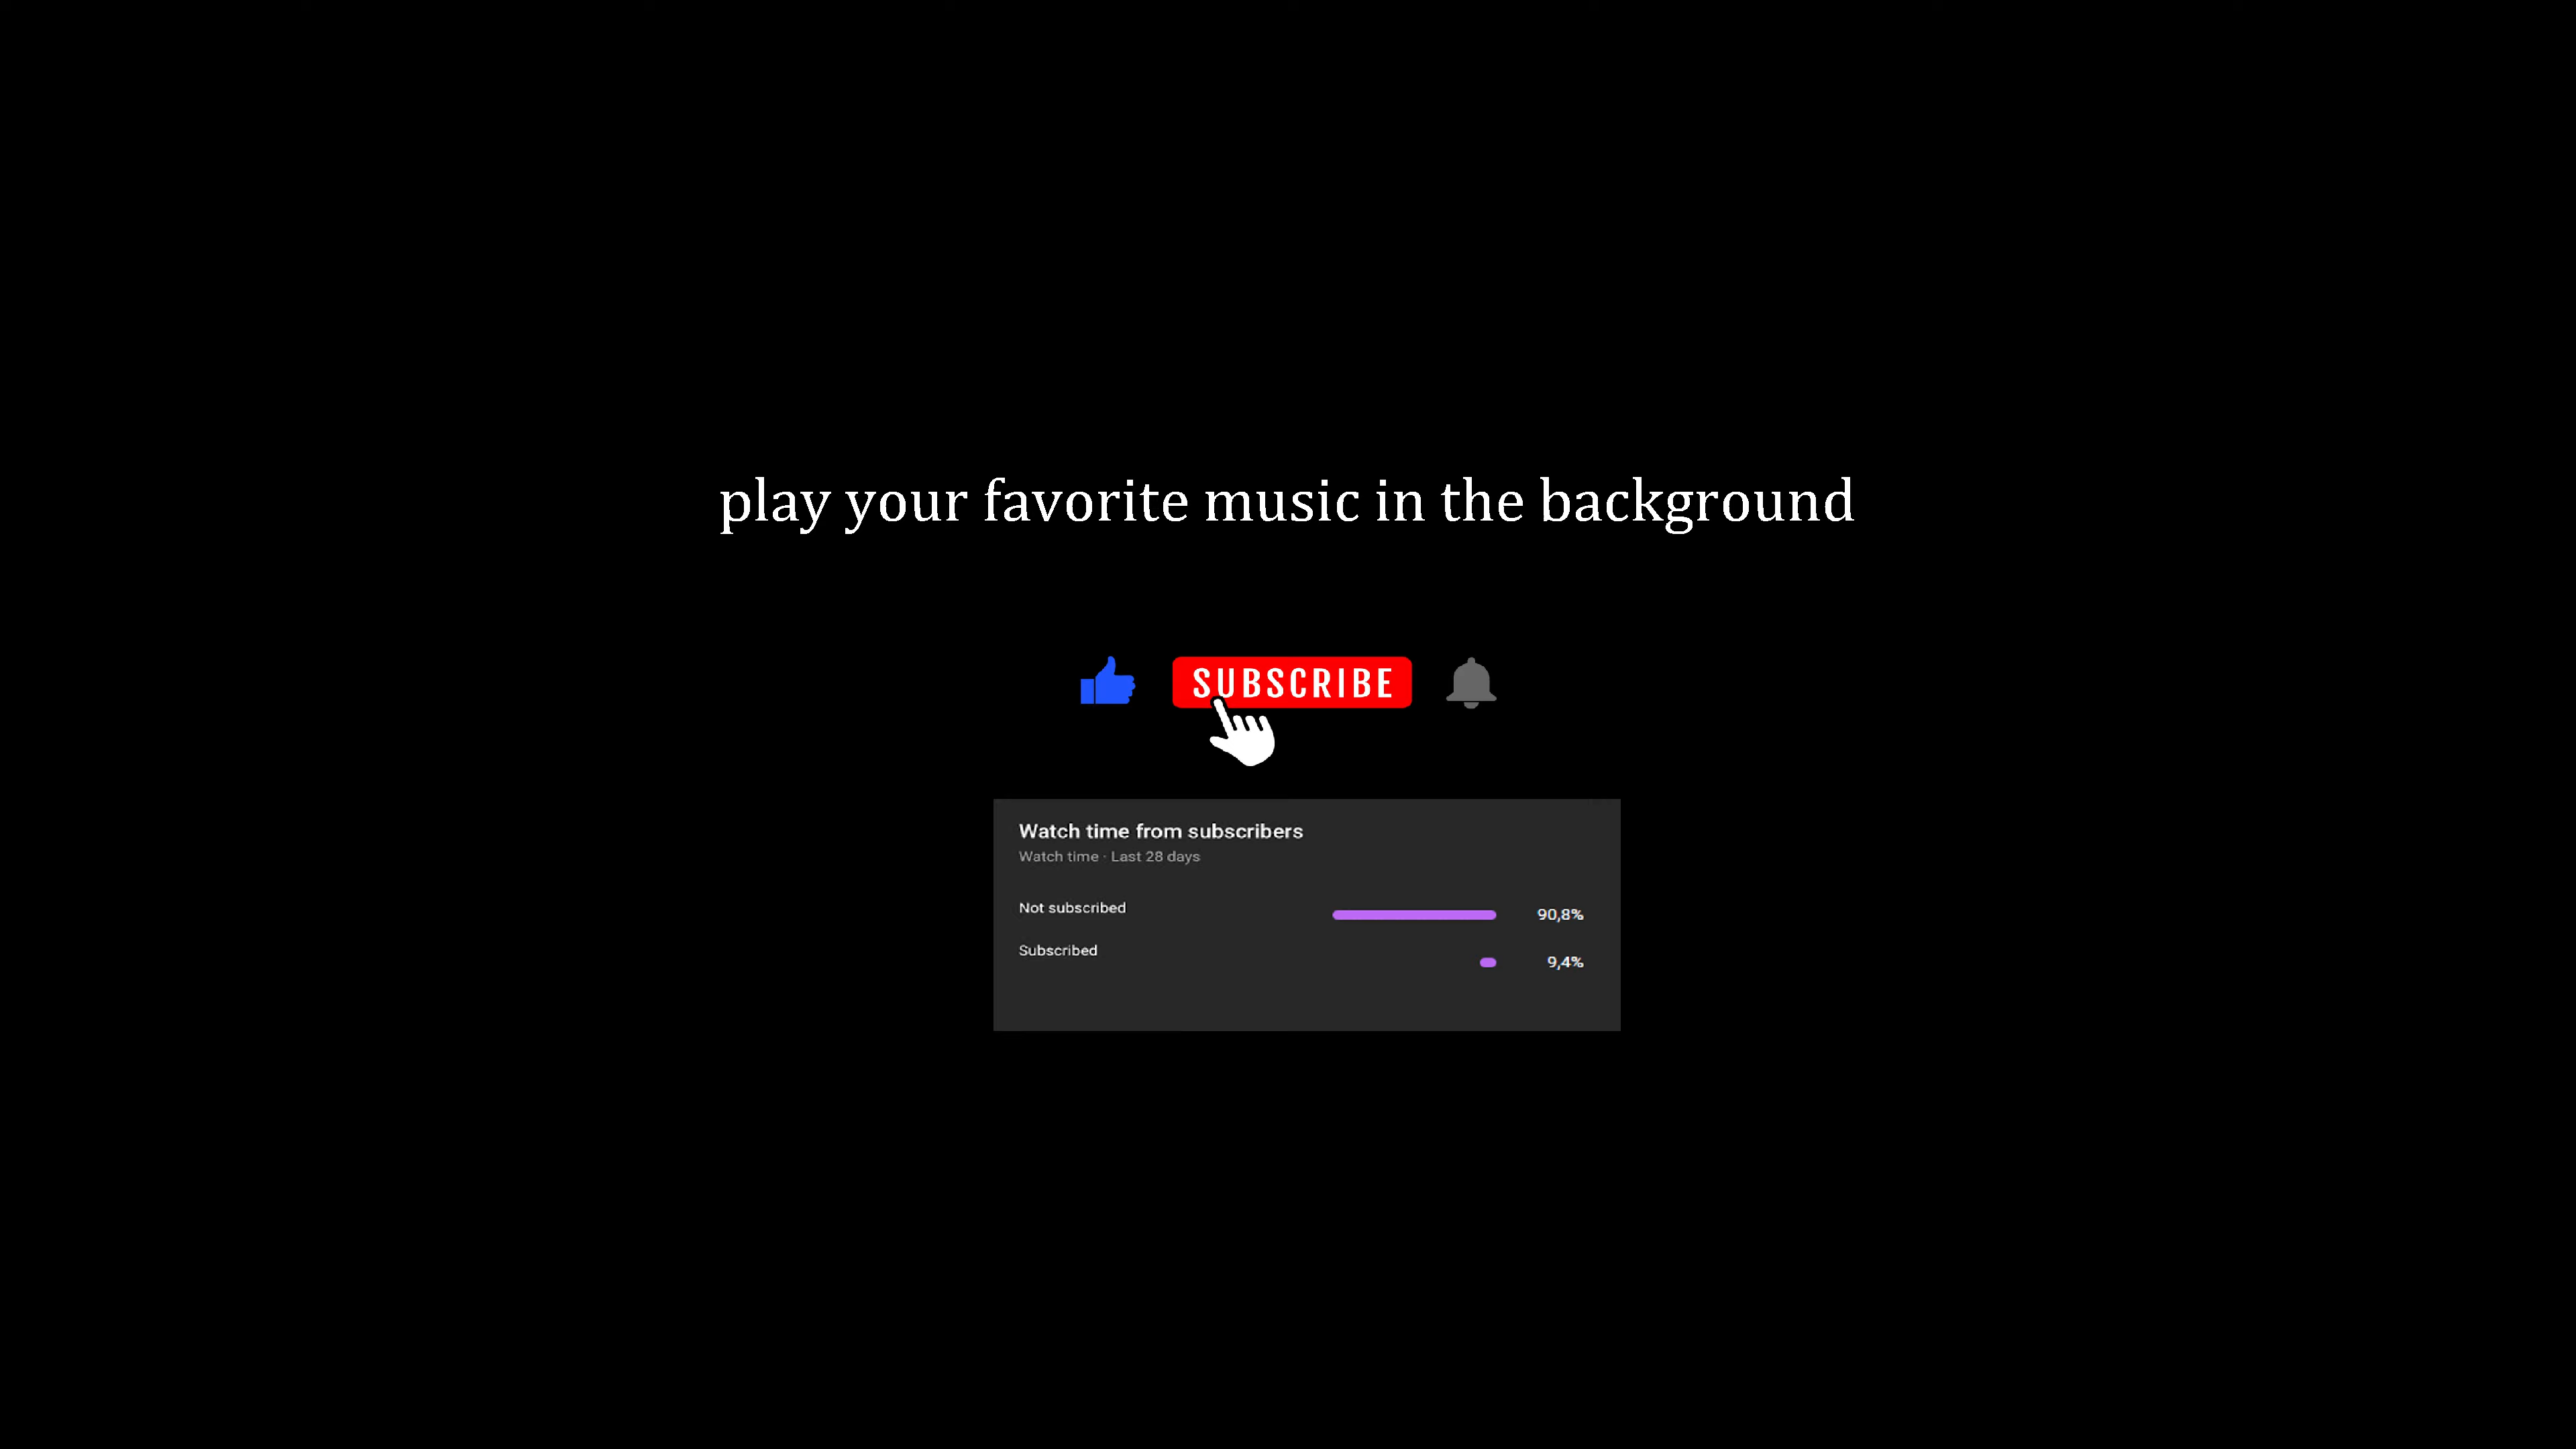 play your favorite music in the background
SUBSCRIBE
Watch time from subscribers
Watch time · Last 28 days
Not subscribed 90,8%
Subscribed 9,4%